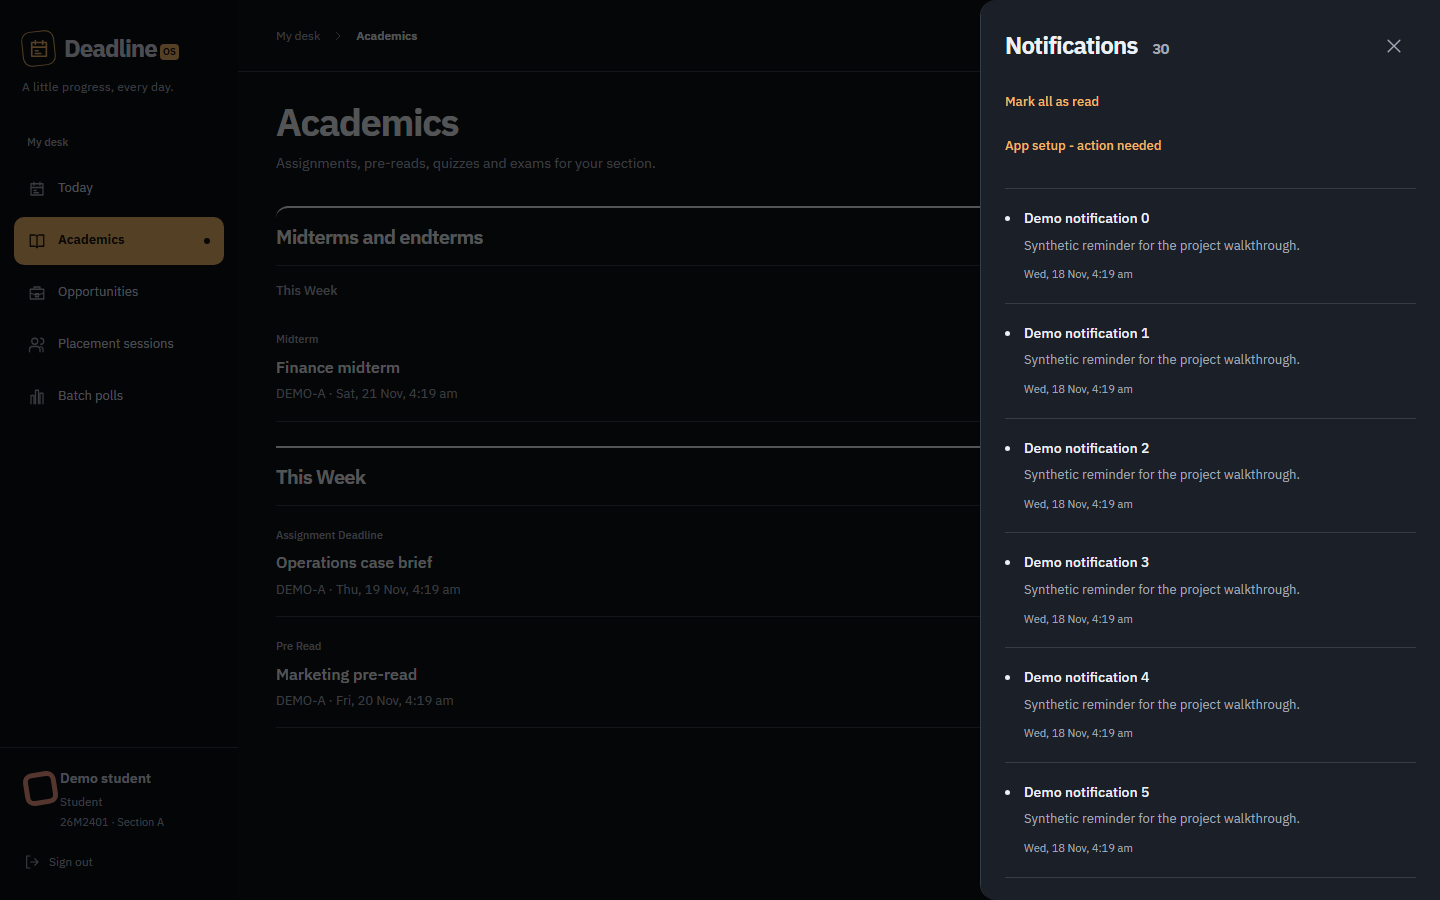 Deadline OS
A little progress, every day.
My desk
Today
Academics
Opportunities
Placement sessions
Batch polls
Demo student
Student
26M2401 · Section A
Sign out
My desk > Academics
Academics
Assignments, pre-reads, quizzes and exams for your section.
Midterms and endterms
This Week
Midterm
Finance midterm
DEMO-A · Sat, 21 Nov, 4:19 am
This Week
Assignment Deadline
Operations case brief
DEMO-A · Thu, 19 Nov, 4:19 am
Pre Read
Marketing pre-read
DEMO-A · Fri, 20 Nov, 4:19 am
Notifications 30
Mark all as read
App setup - action needed
Demo notification 0
Synthetic reminder for the project walkthrough.
Wed, 18 Nov, 4:19 am
Demo notification 1
Synthetic reminder for the project walkthrough.
Wed, 18 Nov, 4:19 am
Demo notification 2
Synthetic reminder for the project walkthrough.
Wed, 18 Nov, 4:19 am
Demo notification 3
Synthetic reminder for the project walkthrough.
Wed, 18 Nov, 4:19 am
Demo notification 4
Synthetic reminder for the project walkthrough.
Wed, 18 Nov, 4:19 am
Demo notification 5
Synthetic reminder for the project walkthrough.
Wed, 18 Nov, 4:19 am